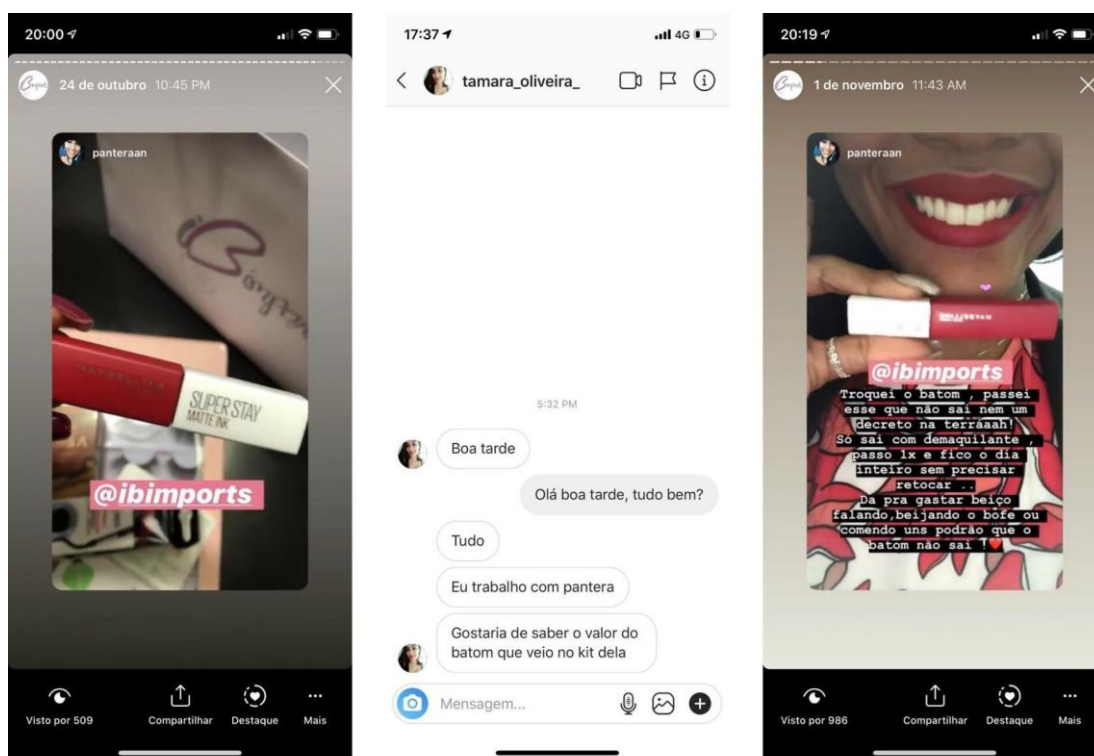 20:00
24 de outubro 10:45 PM
panteraan
MAYBELLINE
SUPER STAY
MATTE INK
@ibimports
Visto por 509
Compartilhar
Destaque
Mais
17:37
4G
tamara_oliveira_
5:32 PM
Boa tarde
Olá boa tarde, tudo bem?
Tudo
Eu trabalho com pantera
Gostaria de saber o valor do
batom que veio no kit dela
Mensagem...
20:19
1 de novembro 11:43 AM
panteraan
MAYBELLINE
@ibimports
Troquei o batom , passei
esse que não sai nem um
decreto na terráaah!
Só sai com demaquilante ,
passo 1x e fico o dia
inteiro sem precisar
retocar ..
Da pra gastar beiço
falando,beijando o bofe ou
comendo uns podrão que o
batom não sai !
Visto por 986
Compartilhar
Destaque
Mais